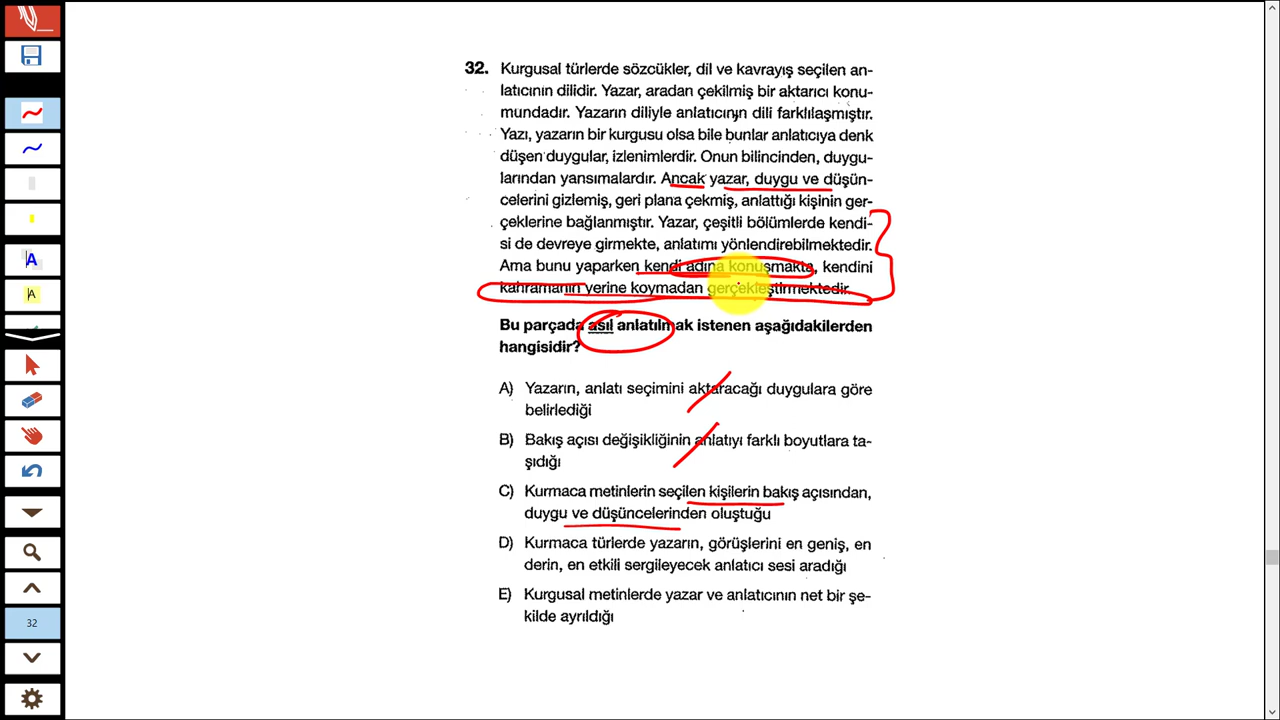 32. Kurgusal türlerde sözcükler, dil ve kavrayış seçilen an-
latıcının dilidir. Yazar, aradan çekilmiş bir aktarıcı konu-
mundadır. Yazarın diliyle anlatıcının dili farklılaşmıştır.
Yazı, yazarın bir kurgusu olsa bile bunlar anlatıcıya denk
düşen duygular, izlenimlerdir. Onun bilincinden, duygu-
larından yansımalardır. Ancak yazar, duygu ve düşün-
celerini gizlemiş, geri plana çekmiş, anlattığı kişinin ger-
çeklerine bağlanmıştır. Yazar, çeşitli bölümlerde kendi-
si de devreye girmekte, anlatımı yönlendirebilmektedir.
Ama bunu yaparken kendi adına konuşmakta, kendini
kahramanın yerine koymadan gerçekleştirmektedir.
Bu parçada asıl anlatılmak istenen aşağıdakilerden
hangisidir?
A) Yazarın, anlatı seçimini aktaracağı duygulara göre
belirlediği
B) Bakış açısı değişikliğinin anlatıyı farklı boyutlara ta-
şıdığı
C) Kurmaca metinlerin seçilen kişilerin bakış açısından,
duygu ve düşüncelerinden oluştuğu
D) Kurmaca türlerde yazarın, görüşlerini en geniş, en
derin, en etkili sergileyecek anlatıcı sesi aradığı
E) Kurgusal metinlerde yazar ve anlatıcının net bir şe-
kilde ayrıldığı
A
A
32